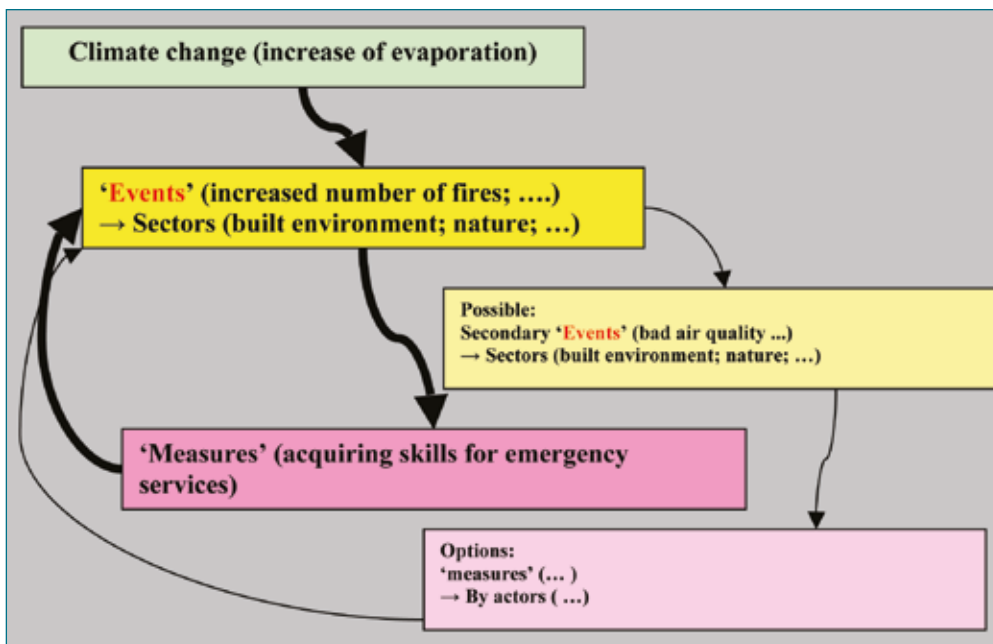 Climate change (increase of evaporation)
‘Events’ (increased number of fires; ….)
→ Sectors (built environment; nature; …)
Possible:
Secondary ‘Events’ (bad air quality ...)
→ Sectors (built environment; nature; …)
‘Measures’ (acquiring skills for emergency
services)
Options:
‘measures’ (… )
→ By actors ( …)